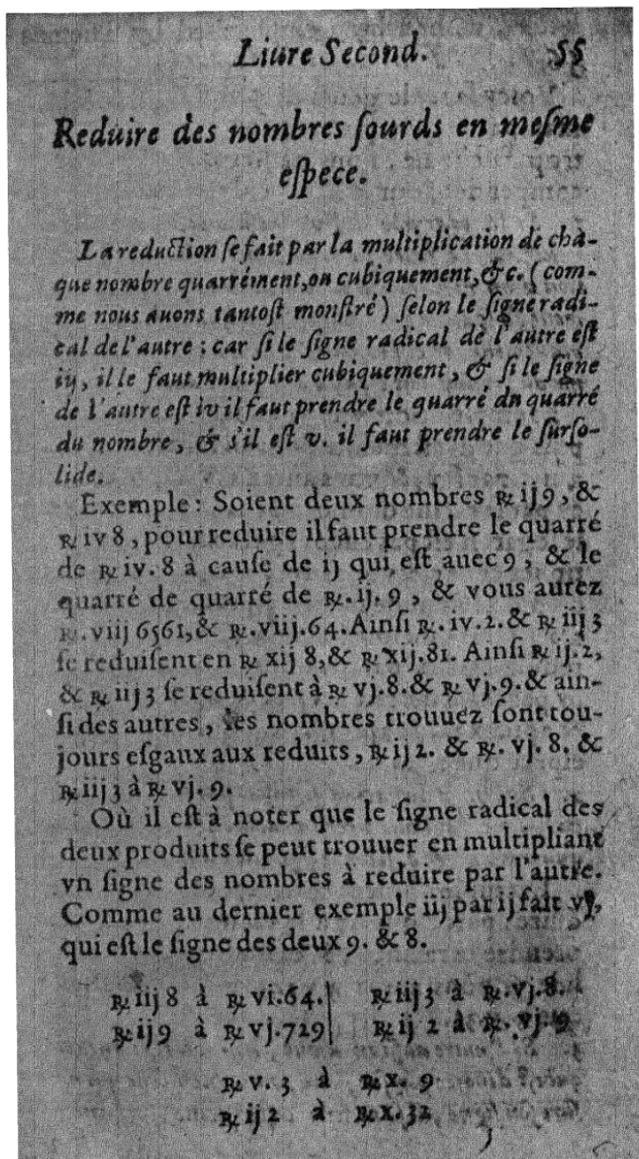 Liure Second. 55
Reduire des nombres ſourds en meſme
eſpece.
La reduction ſe fait par la multiplication de cha-
que nombre quarrément, ou cubiquement, &c. (com-
me nous auons tantoſt monſtré) ſelon le ſigne radi-
cal de l'autre : car ſi le ſigne radical de l'autre eſt
iij, il le faut multiplier cubiquement, & ſi le ſigne
de l'autre eſt iv il faut prendre le quarré du quarré
du nombre, & s'il eſt v. il faut prendre le ſurſo-
lide.
Exemple: Soient deux nombres ℞ ij 9, &
℞ iv 8, pour reduire il faut prendre le quarré
de ℞ iv. 8 à cauſe de ij qui eſt auec 9, & le
quarré de quarré de ℞. ij. 9, & vous aurez
℞. viij 6561, & ℞. viij. 64. Ainſi ℞. iv. 2. & ℞ iij 3
ſe reduiſent en ℞ xij 8, & ℞ xij. 81. Ainſi ℞ ij. 2,
& ℞ iij 3 ſe reduiſent à ℞ vj. 8. & ℞ vj. 9. & ain-
ſi des autres, les nombres trouuez ſont tou-
jours eſgaux aux reduits, ℞ ij 2. & ℞. vj. 8. &
℞ iij 3 à ℞ vj. 9.
Où il eſt à noter que le ſigne radical des
deux produits ſe peut trouuer en multipliant
vn ſigne des nombres à reduire par l'autre.
Comme au dernier exemple iij par ij fait vj,
qui eſt le ſigne des deux 9. & 8.
℞ iij 8 à ℞ vi. 64. | ℞ iij 3 à ℞. vj. 8.
℞ ij 9 à ℞ vj. 729 | ℞ ij 2 à ℞. vj. 9
℞ v. 3 à ℞ x. 9
℞ ij 2 à ℞ x. 32